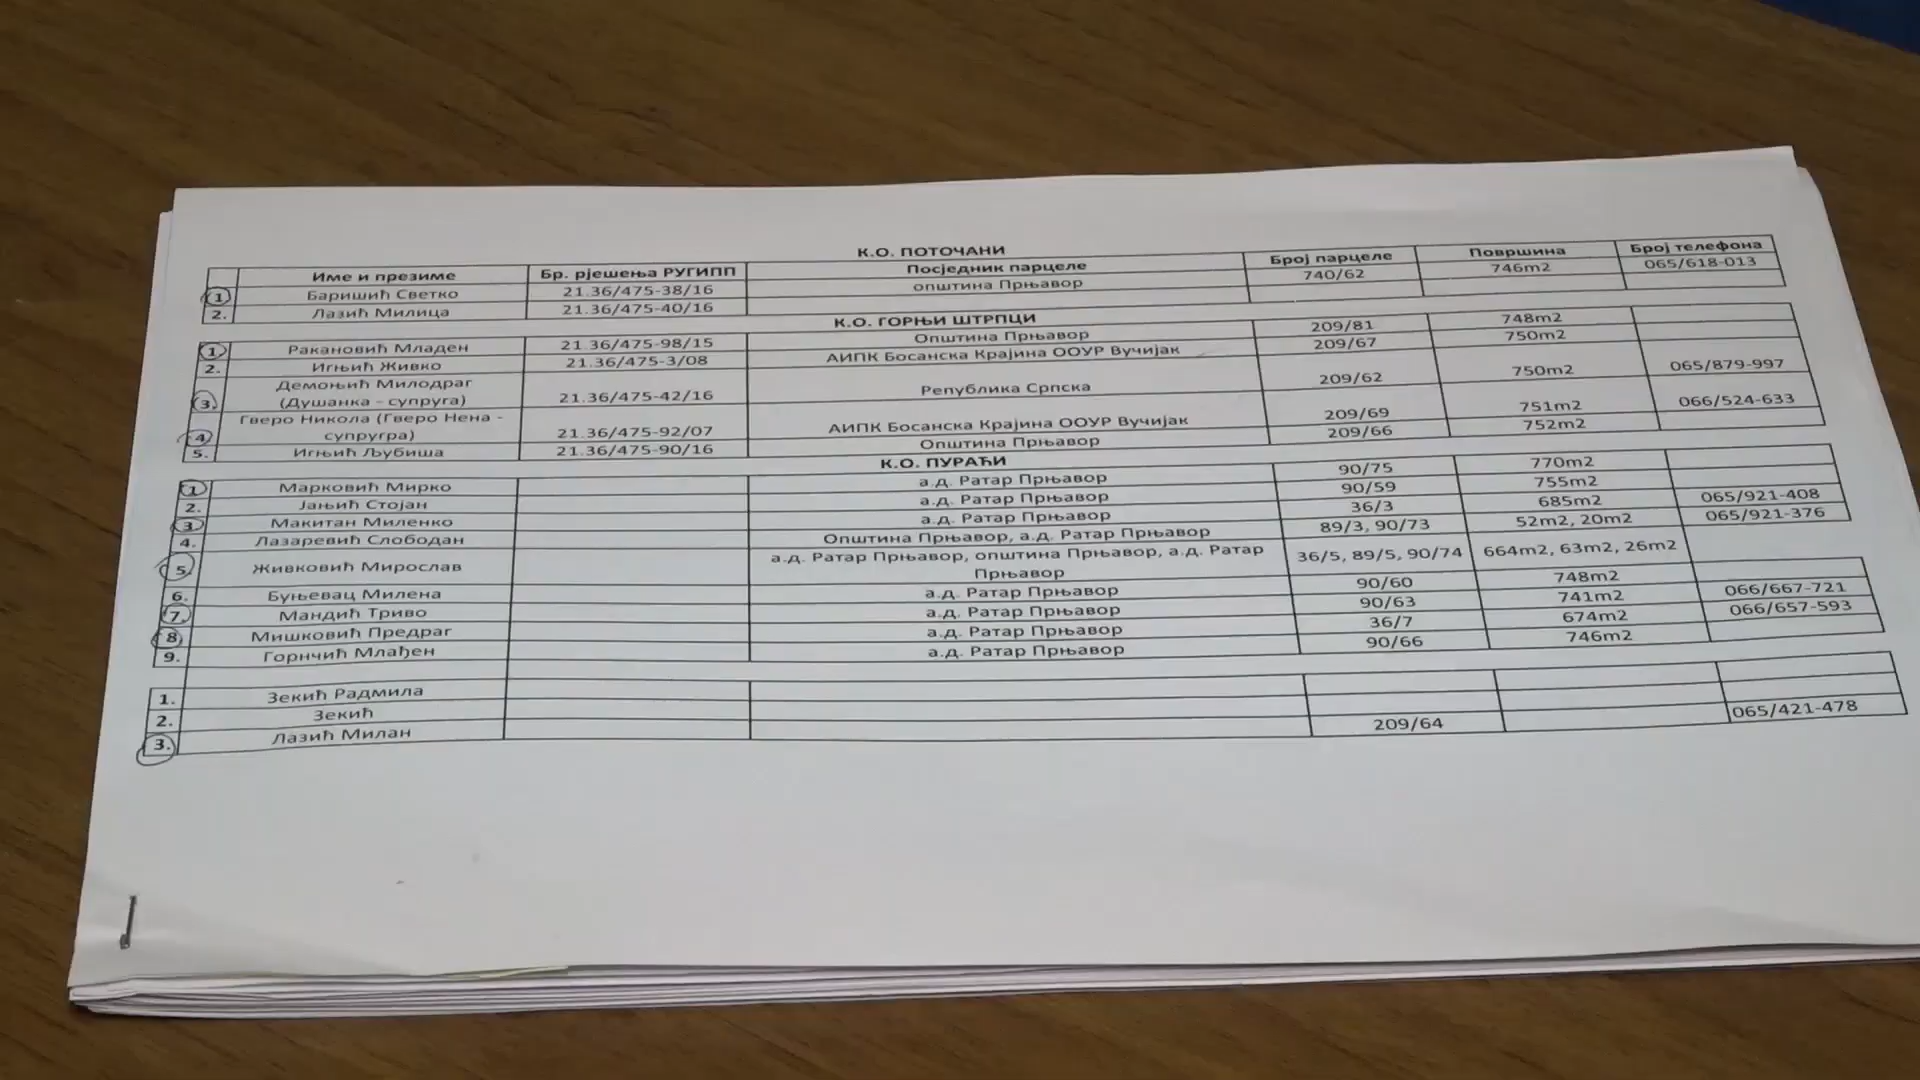 К.О. ПОТОЧАНИ
Име и презиме Бр. рјешења РУГИПП Посједник парцеле Број парцеле Површина Број телефона
1 Баришић Светко 21.36/475-38/16 општина Прњавор 740/62 746m2 065/618-013
2. Лазић Милица 21.36/475-40/16
К.О. ГОРЊИ ШТРПЦИ
1 Ракановић Младен 21.36/475-98/15 Општина Прњавор 209/81 748m2
2. Игњић Живко 21.36/475-3/08 АИПК Босанска Крајина ООУР Вучијак 209/67 750m2
Демоњић Милодраг
3. (Душанка - супруга) 21.36/475-42/16 Република Српска 209/62 750m2 065/879-997
Гверо Никола (Гверо Нена -
4 супругра) 21.36/475-92/07 АИПК Босанска Крајина ООУР Вучијак 209/69 751m2 066/524-633
5. Игњић Љубиша 21.36/475-90/16 Општина Прњавор 209/66 752m2
К.О. ПУРАЋИ
1 Марковић Мирко а.д. Ратар Прњавор 90/75 770m2
2. Јањић Стојан а.д. Ратар Прњавор 90/59 755m2
3 Макитан Миленко а.д. Ратар Прњавор 36/3 685m2 065/921-408
4. Лазаревић Слободан Општина Прњавор, а.д. Ратар Прњавор 89/3, 90/73 52m2, 20m2 065/921-376
5. Живковић Мирослав а.д. Ратар Прњавор, општина Прњавор, а.д. Ратар 36/5, 89/5, 90/74 664m2, 63m2, 26m2
Прњавор
6. Буњевац Милена а.д. Ратар Прњавор 90/60 748m2
7. Мандић Триво а.д. Ратар Прњавор 90/63 741m2 066/667-721
8 Мишковић Предраг а.д. Ратар Прњавор 36/7 674m2 066/657-593
9. Горнчић Млађен а.д. Ратар Прњавор 90/66 746m2
1. Зекић Радмила
2. Зекић
3. Лазић Милан 209/64 065/421-478